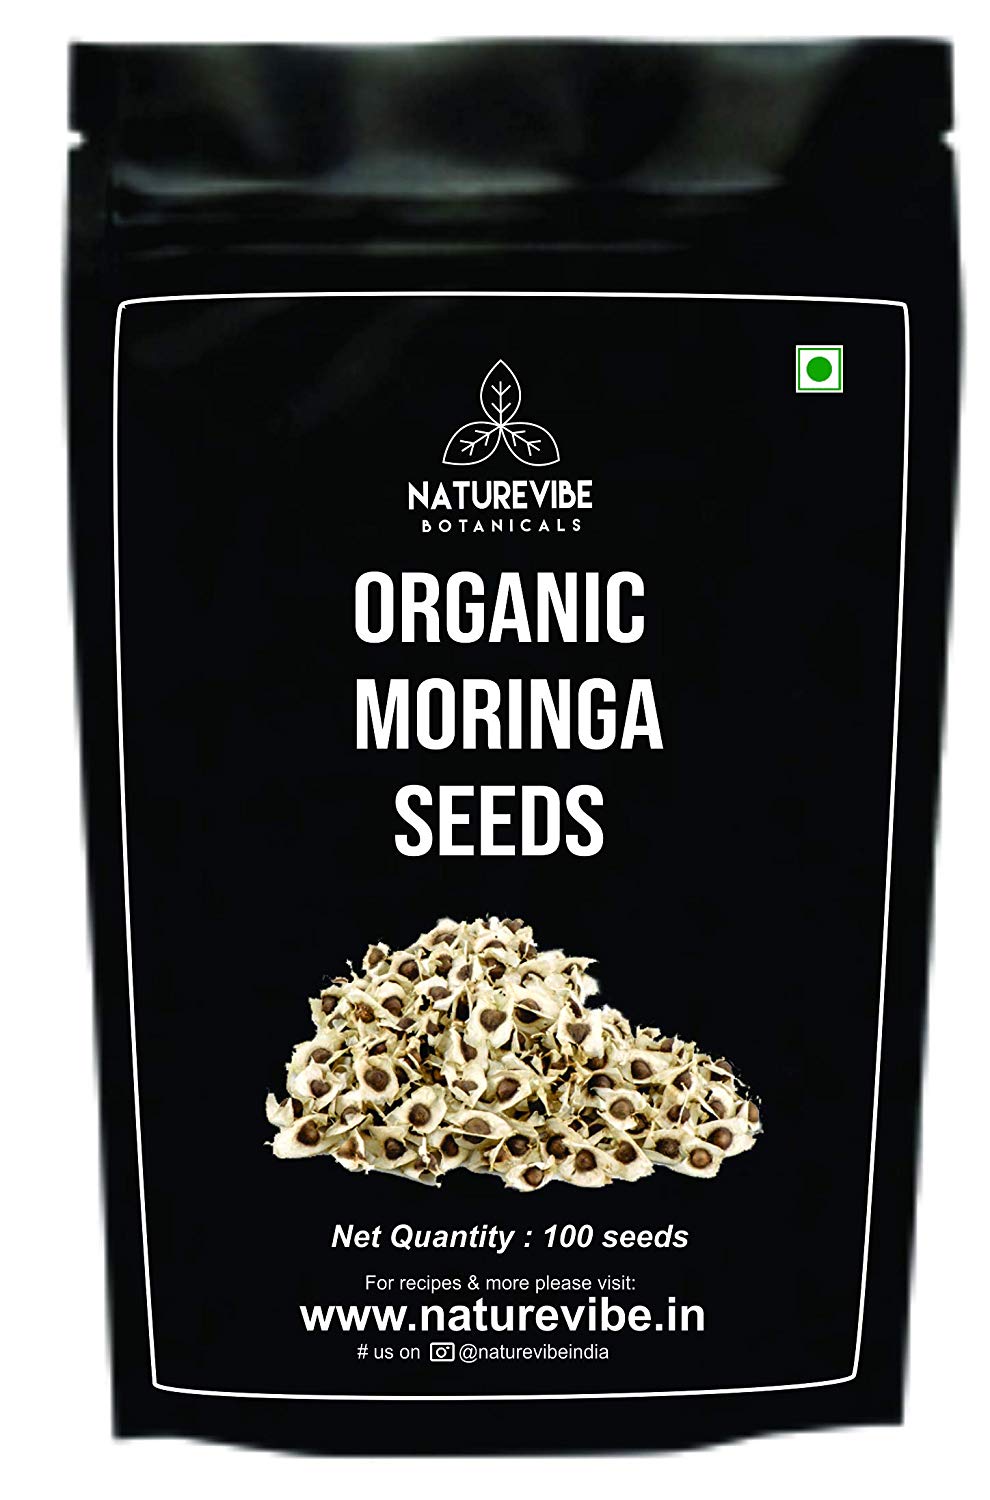 NATUREVIBE
BOTANICALS
ORGANIC
MORINGA
SEEDS
Net Quantity : 100 seeds
For recipes & more please visit:
www.naturevibe.in
# us on @naturevibeindia